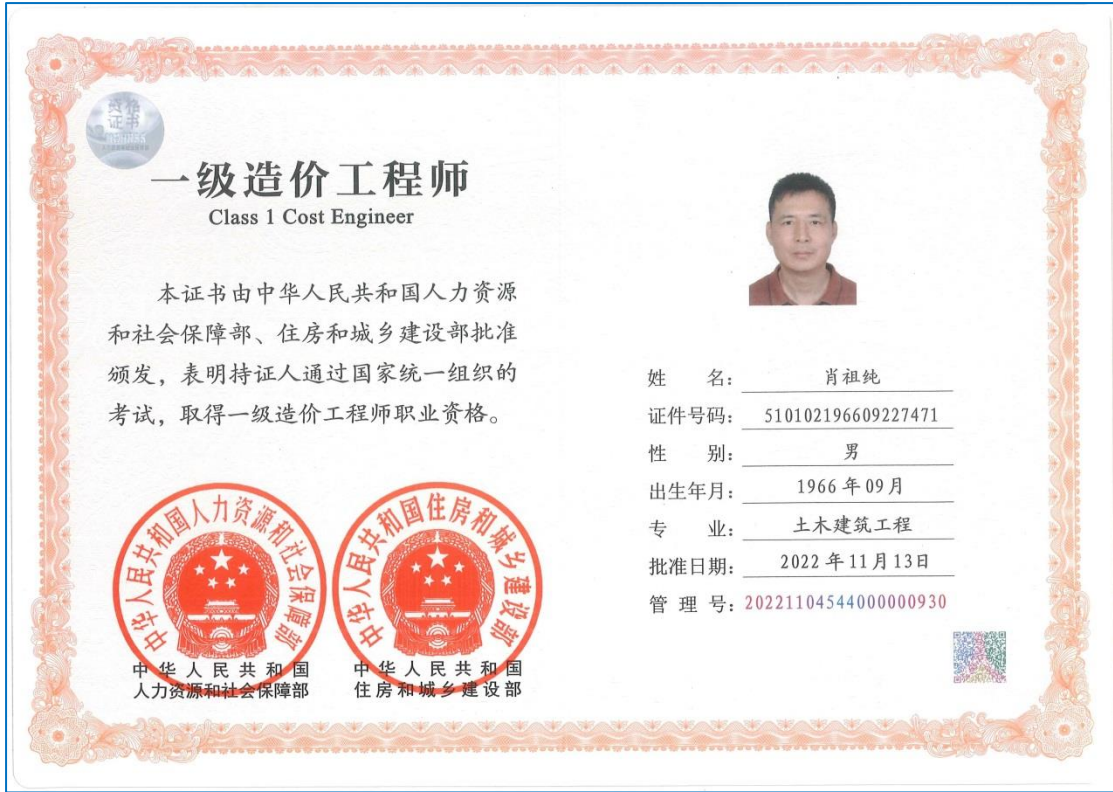 资格
证书
一级造价工程师
Class 1 Cost Engineer
本证书由中华人民共和国人力资源
和社会保障部、住房和城乡建设部批准
颁发，表明持证人通过国家统一组织的
考试，取得一级造价工程师职业资格。
中华人民共和国人力资源和社会保障部
中华人民共和国
人力资源和社会保障部
中华人民共和国住房和城乡建设部
中华人民共和国
住房和城乡建设部
姓 名： 肖祖纯
证件号码： 510102196609227471
性 别： 男
出生年月： 1966年09月
专 业： 土木建筑工程
批准日期： 2022年11月13日
管 理 号： 20221104544000000930